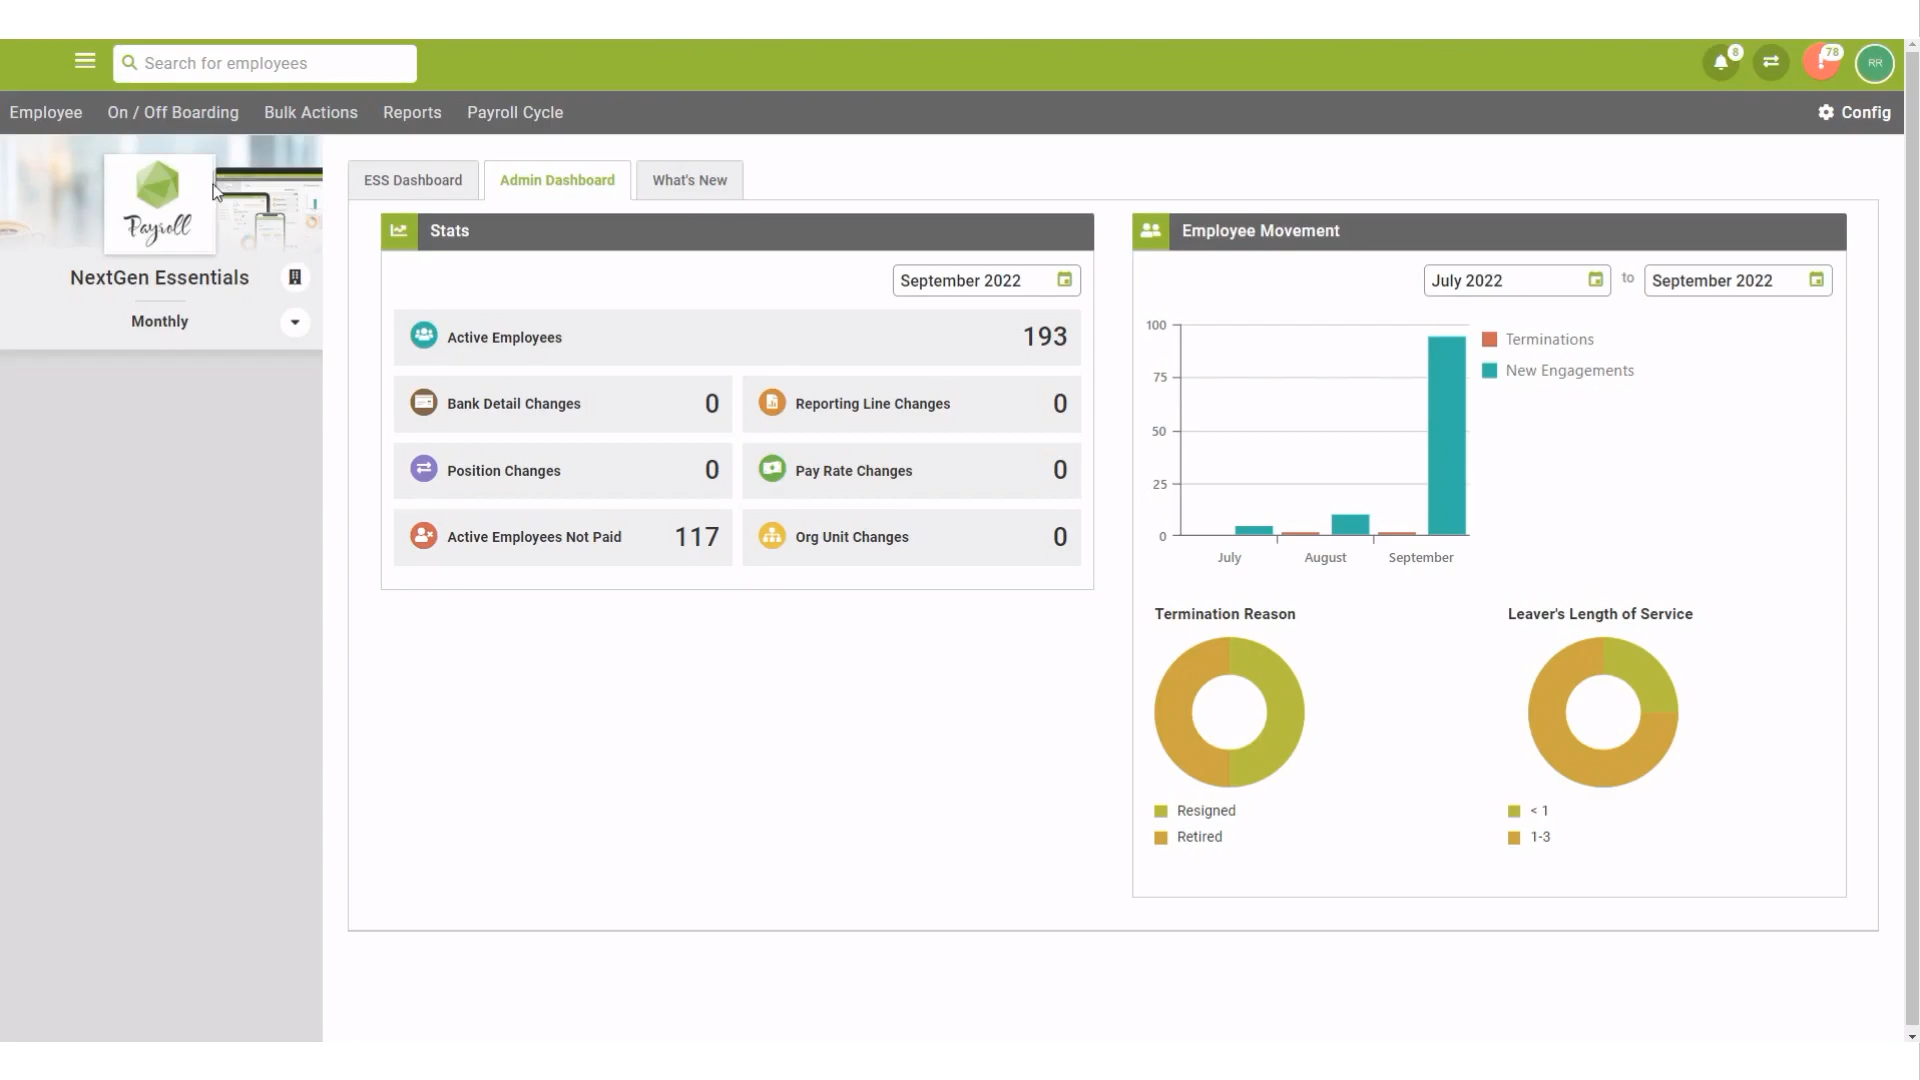 Search for employees
8
78
RR
Employee On / Off Boarding Bulk Actions Reports Payroll Cycle Config
Payroll
NextGen Essentials
Monthly
ESS Dashboard Admin Dashboard What's New
Stats
September 2022
Active Employees 193
Bank Detail Changes 0 Reporting Line Changes 0
Position Changes 0 Pay Rate Changes 0
Active Employees Not Paid 117 Org Unit Changes 0
Employee Movement
July 2022 to September 2022
100
75
50
25
0
July August September
Terminations
New Engagements
Termination Reason
Resigned
Retired
Leaver's Length of Service
< 1
1-3